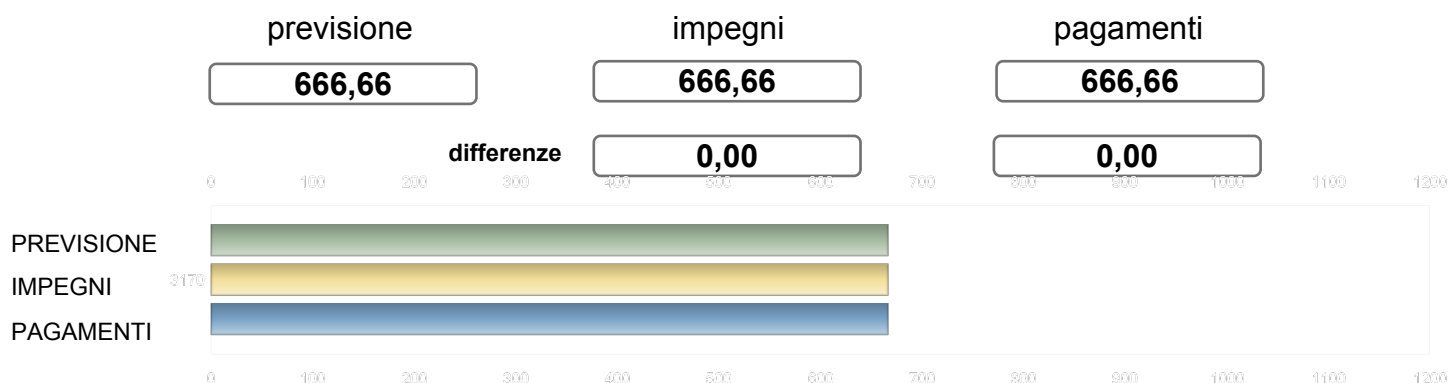 previsione impegni pagamenti
666,66 666,66 666,66
differenze 0,00 0,00
0 100 200 300 400 500 600 700 800 900 1000 1100 1200
PREVISIONE
IMPEGNI 3170
PAGAMENTI
0 100 200 300 400 500 600 700 800 900 1000 1100 1200